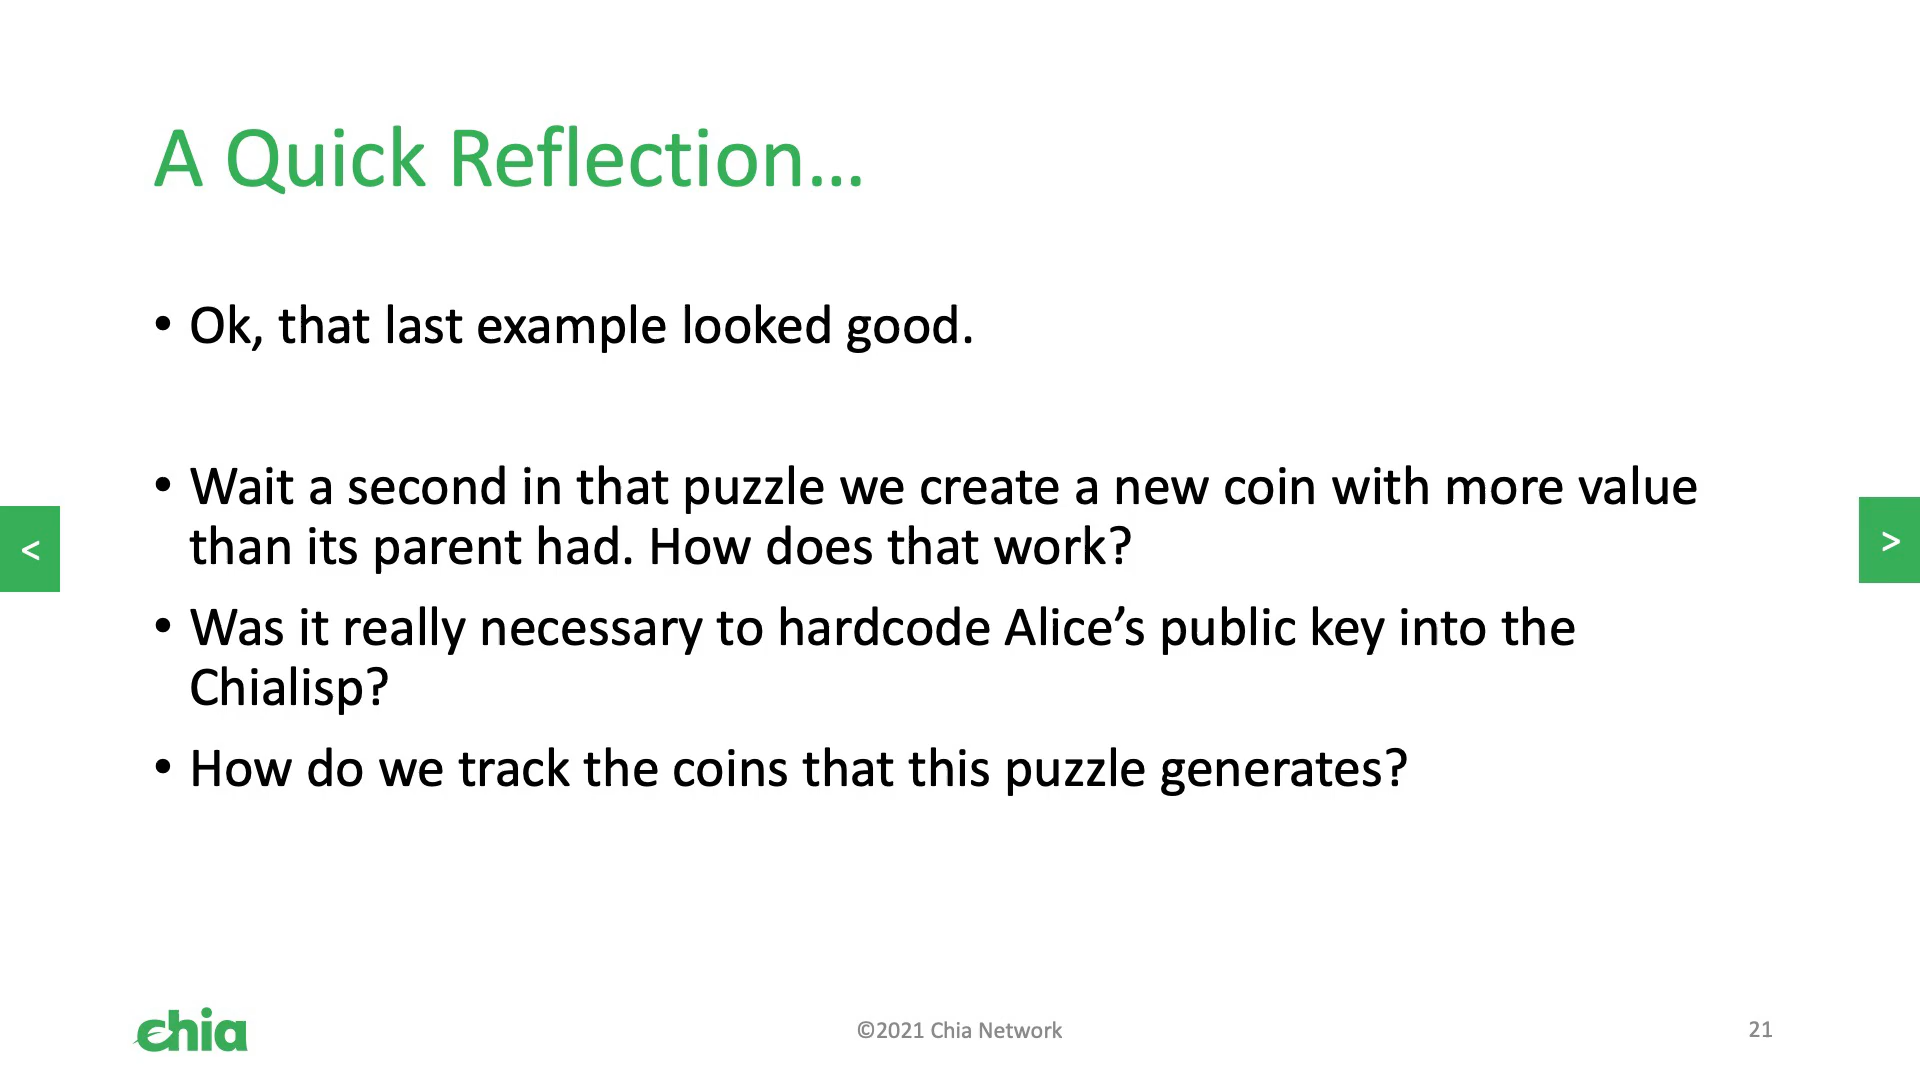 A Quick Reflection...
• Ok, that last example looked good.
• Wait a second in that puzzle we create a new coin with more value
than its parent had. How does that work?
• Was it really necessary to hardcode Alice’s public key into the
Chialisp?
• How do we track the coins that this puzzle generates?
<
>
chia
©2021 Chia Network
21